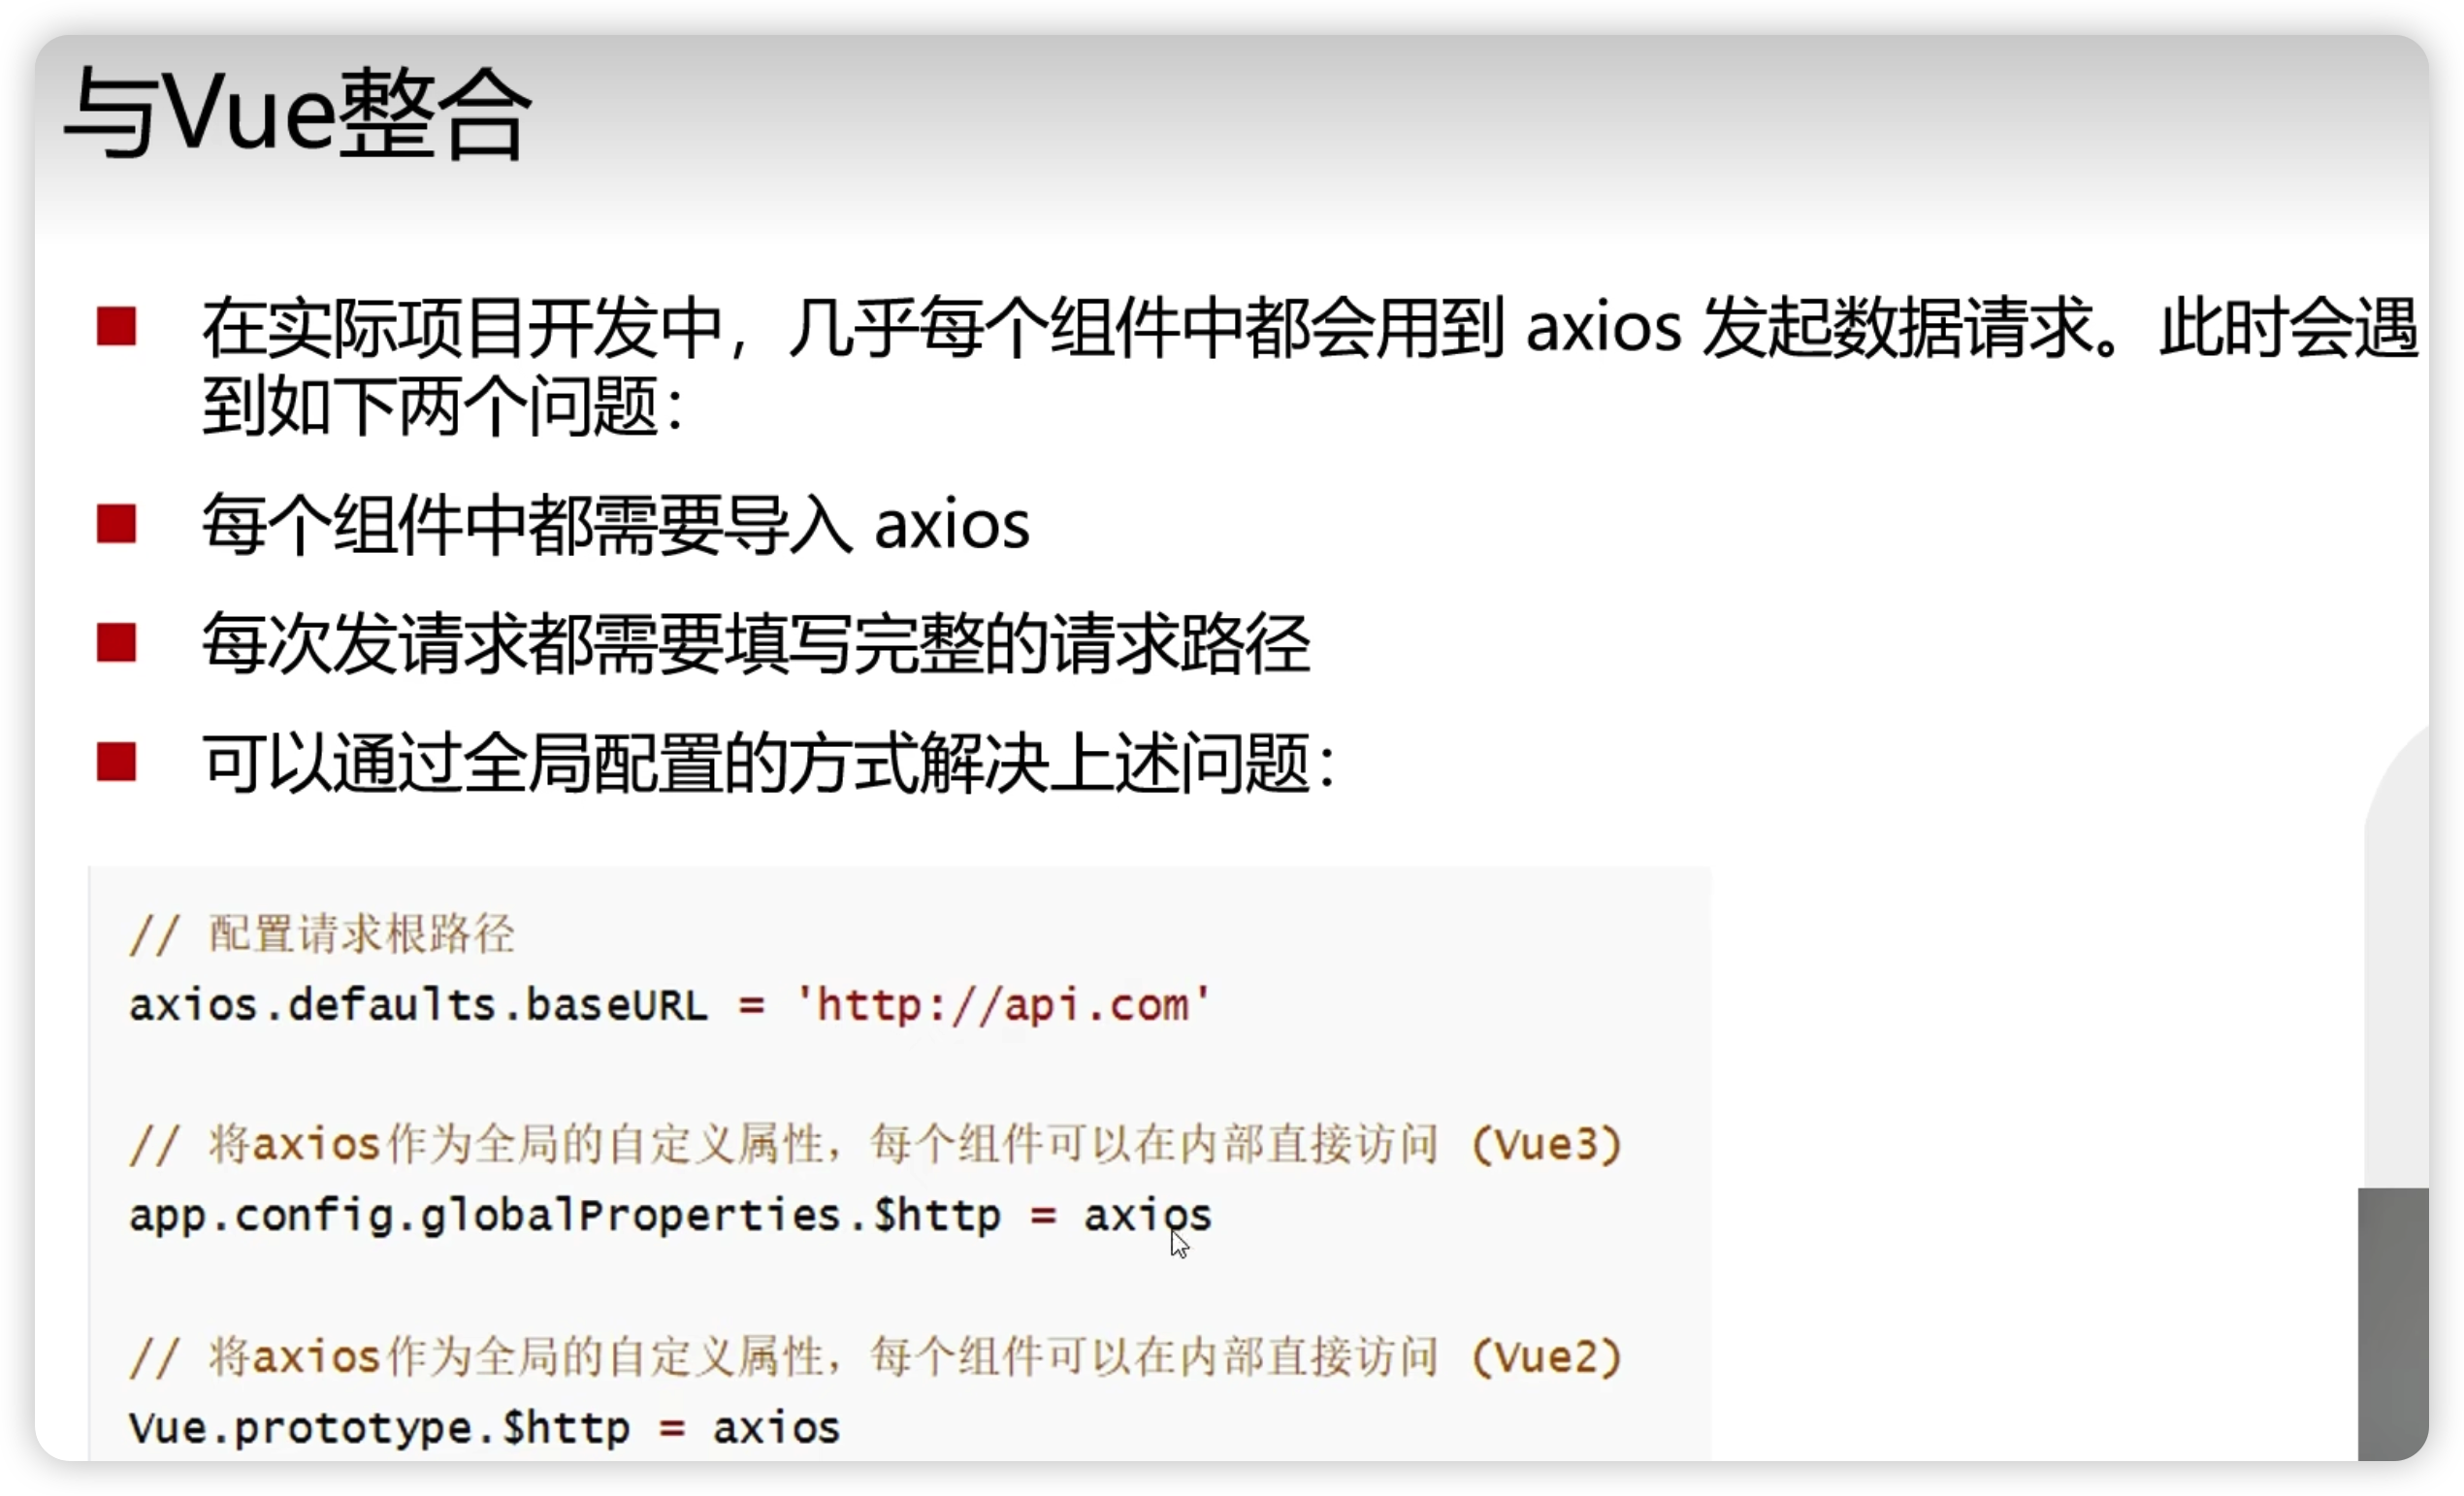 与Vue整合
在实际项目开发中，几乎每个组件中都会用到 axios 发起数据请求。此时会遇
到如下两个问题：
每个组件中都需要导入 axios
每次发请求都需要填写完整的请求路径
可以通过全局配置的方式解决上述问题：
// 配置请求根路径
axios.defaults.baseURL = 'http://api.com'
// 将axios作为全局的自定义属性，每个组件可以在内部直接访问 (Vue3)
app.config.globalProperties.$http = axios
// 将axios作为全局的自定义属性，每个组件可以在内部直接访问 (Vue2)
Vue.prototype.$http = axios